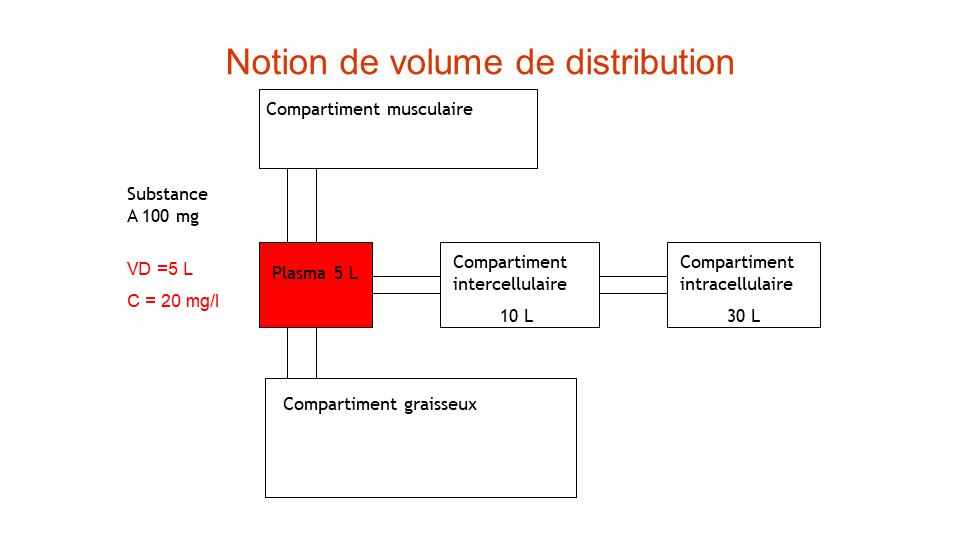 Notion de volume de distribution
Compartiment musculaire
Substance
A 100 mg
VD =5 L
C = 20 mg/l
Plasma 5 L
Compartiment
intercellulaire
10 L
Compartiment
intracellulaire
30 L
Compartiment graisseux